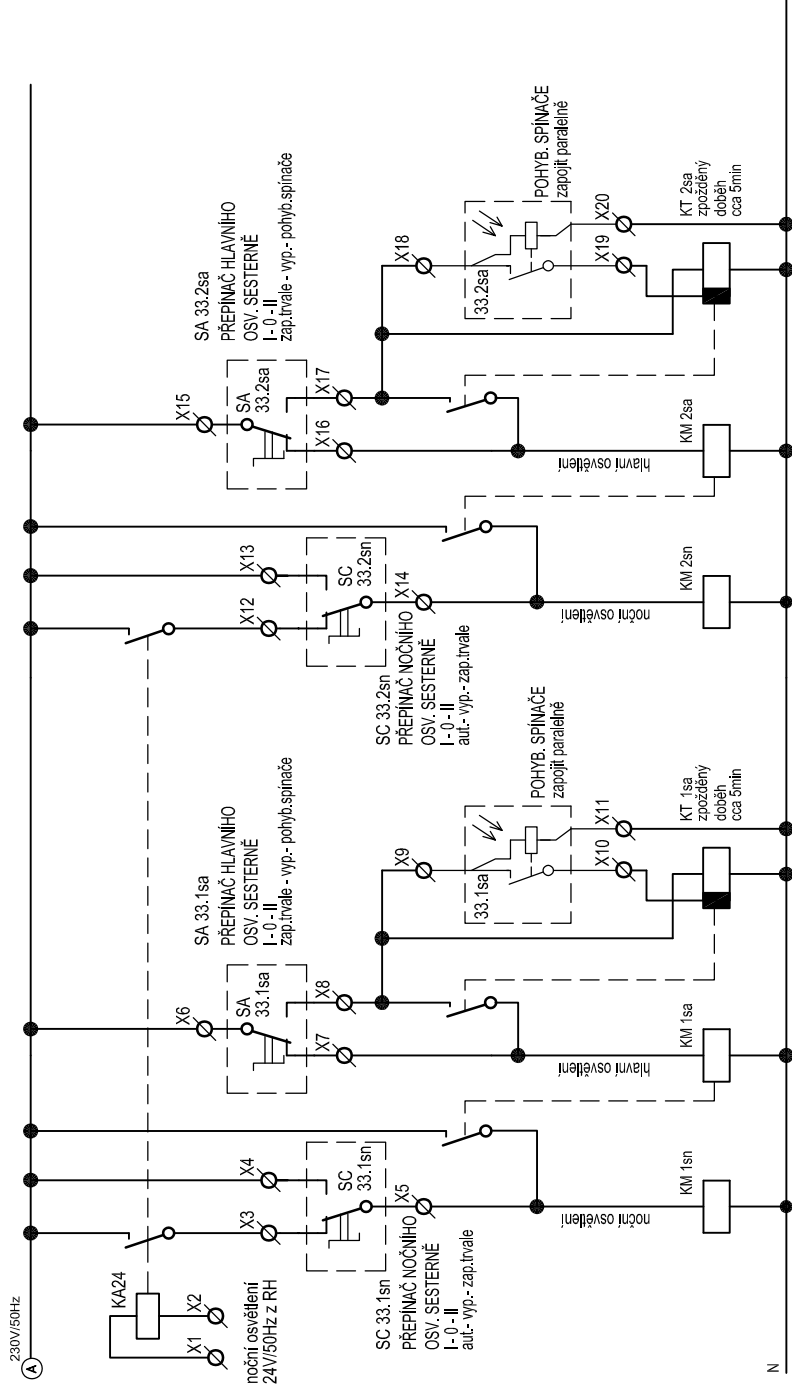 230V/50Hz
A
KA24
X1
X2
noční osvětlení
24V/50Hz z RH
X3
X4
SC
33.1sn
X5
SC 33.1sn
PŘEPÍNAČ NOČNÍHO
OSV. SESTERNĚ
I - 0 - II
aut.- vyp.- zap.trvale
noční osvětlení
KM 1sn
SA 33.1sa
PŘEPÍNAČ HLAVNÍHO
OSV. SESTERNĚ
I - 0 - II
zap.trvale - vyp.- pohyb.spínače
X6
SA
33.1sa
X7
X8
hlavní osvětlení
KM 1sa
X9
33.1sa
POHYB. SPÍNAČE
zapojit paralelně
X10
X11
KT 1sa
zpožděný
doběh
cca 5min
X12
X13
SC
33.2sn
X14
SC 33.2sn
PŘEPÍNAČ NOČNÍHO
OSV. SESTERNĚ
I - 0 - II
aut.- vyp.- zap.trvale
noční osvětlení
KM 2sn
SA 33.2sa
PŘEPÍNAČ HLAVNÍHO
OSV. SESTERNĚ
I - 0 - II
zap.trvale - vyp.- pohyb.spínače
X15
SA
33.2sa
X16
X17
hlavní osvětlení
KM 2sa
X18
33.2sa
POHYB. SPÍNAČE
zapojit paralelně
X19
X20
KT 2sa
zpožděný
doběh
cca 5min
N